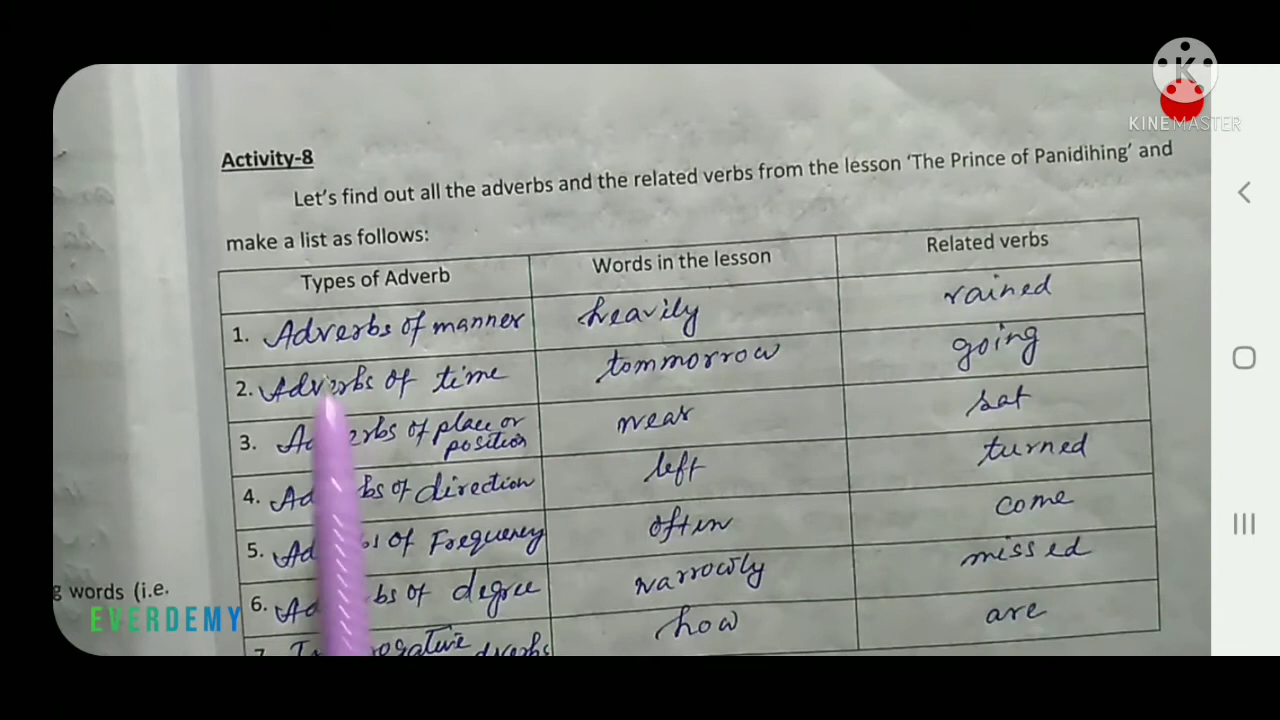 KINEMASTER
Activity-8
Let's find out all the adverbs and the related verbs from the lesson 'The Prince of Panidihing' and
make a list as follows:
Types of Adverb Words in the lesson Related verbs
1. Adverbs of manner heavily rained
2. Adverbs of time tommorrow going
3. of place or position near sat
4. of direction left turned
5. of Frequency often come
6. of degree narrowly missed
how are
g words (i.e.
EVERDEMY